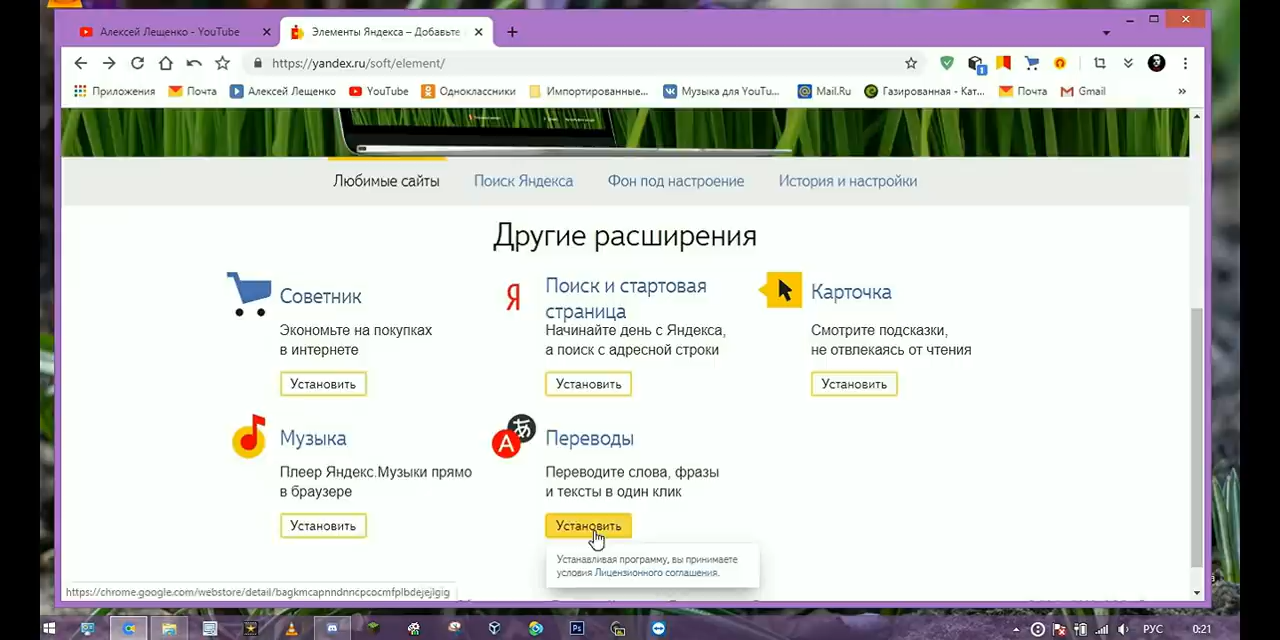 Алексей Лещенко - YouTube
Элементы Яндекса – Добавьте
https://yandex.ru/soft/element/
1
Приложения
Почта
Алексей Лещенко
YouTube
Одноклассники
Импортированные...
Музыка для YouTu...
Mail.Ru
Газированная - Кат...
Почта
Gmail
»
Любимые сайты
Поиск Яндекса
Фон под настроение
История и настройки
Другие расширения
Советник
Экономьте на покупках
в интернете
Установить
Я
Поиск и стартовая
страница
Начинайте день с Яндекса,
а поиск с адресной строки
Установить
Карточка
Смотрите подсказки,
не отвлекаясь от чтения
Установить
Музыка
Плеер Яндекс.Музыки прямо
в браузере
Установить
A あ
Переводы
Переводите слова, фразы
и тексты в один клик
Установить
Устанавливая программу, вы принимаете
условия Лицензионного соглашения.
https://chrome.google.com/webstore/detail/bagkmcapnndnncpcocmfplbdejejlgig
Ps
РУС
0:21